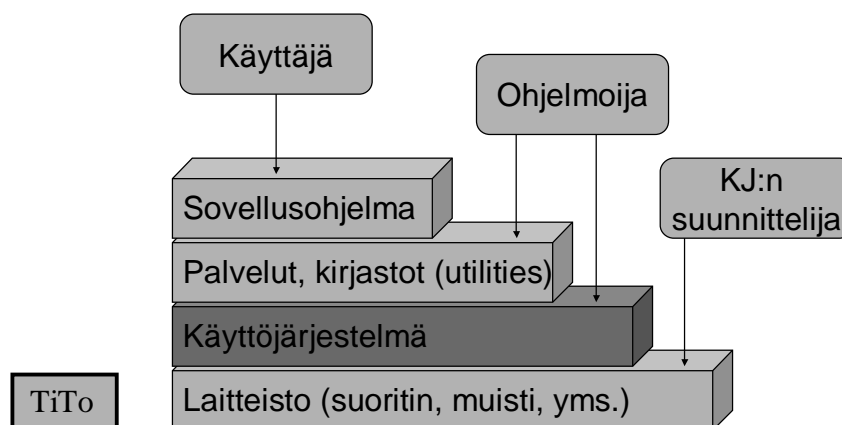 Käyttäjä
Ohjelmoija
KJ:n
suunnittelija
Sovellusohjelma
Palvelut, kirjastot (utilities)
Käyttöjärjestelmä
TiTo
Laitteisto (suoritin, muisti, yms.)